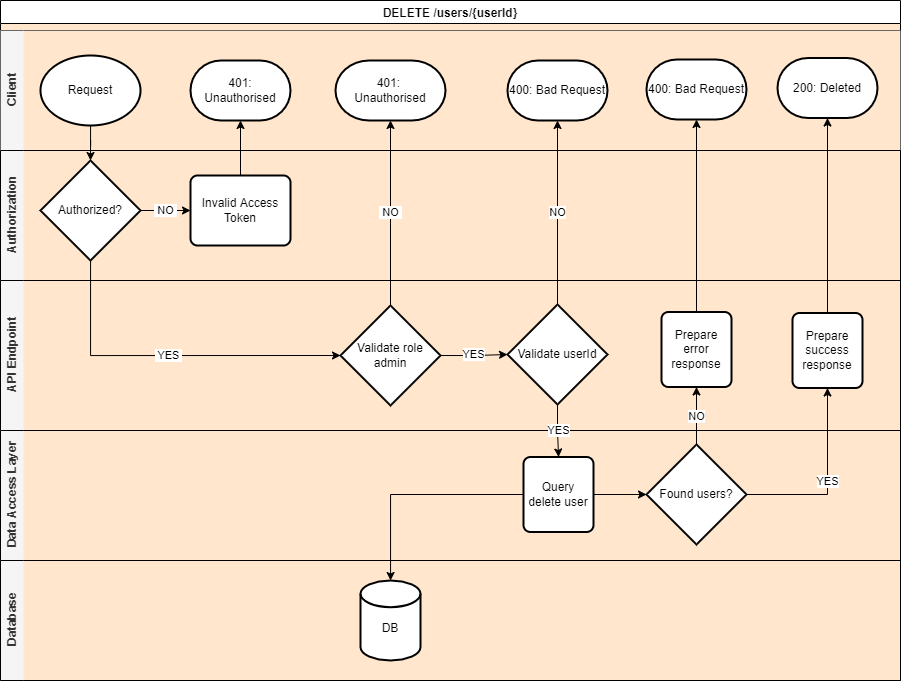 DELETE /users/{userId}
Client
Request
401:
Unauthorised
401:
Unauthorised
400: Bad Request
400: Bad Request
200: Deleted
Authorization
Authorized?
NO
Invalid Access
Token
NO
NO
API Endpoint
YES
Validate role
admin
YES
Validate userId
Prepare
error
response
Prepare
success
response
NO
YES
Data Access Layer
Query
delete user
Found users?
YES
Database
DB